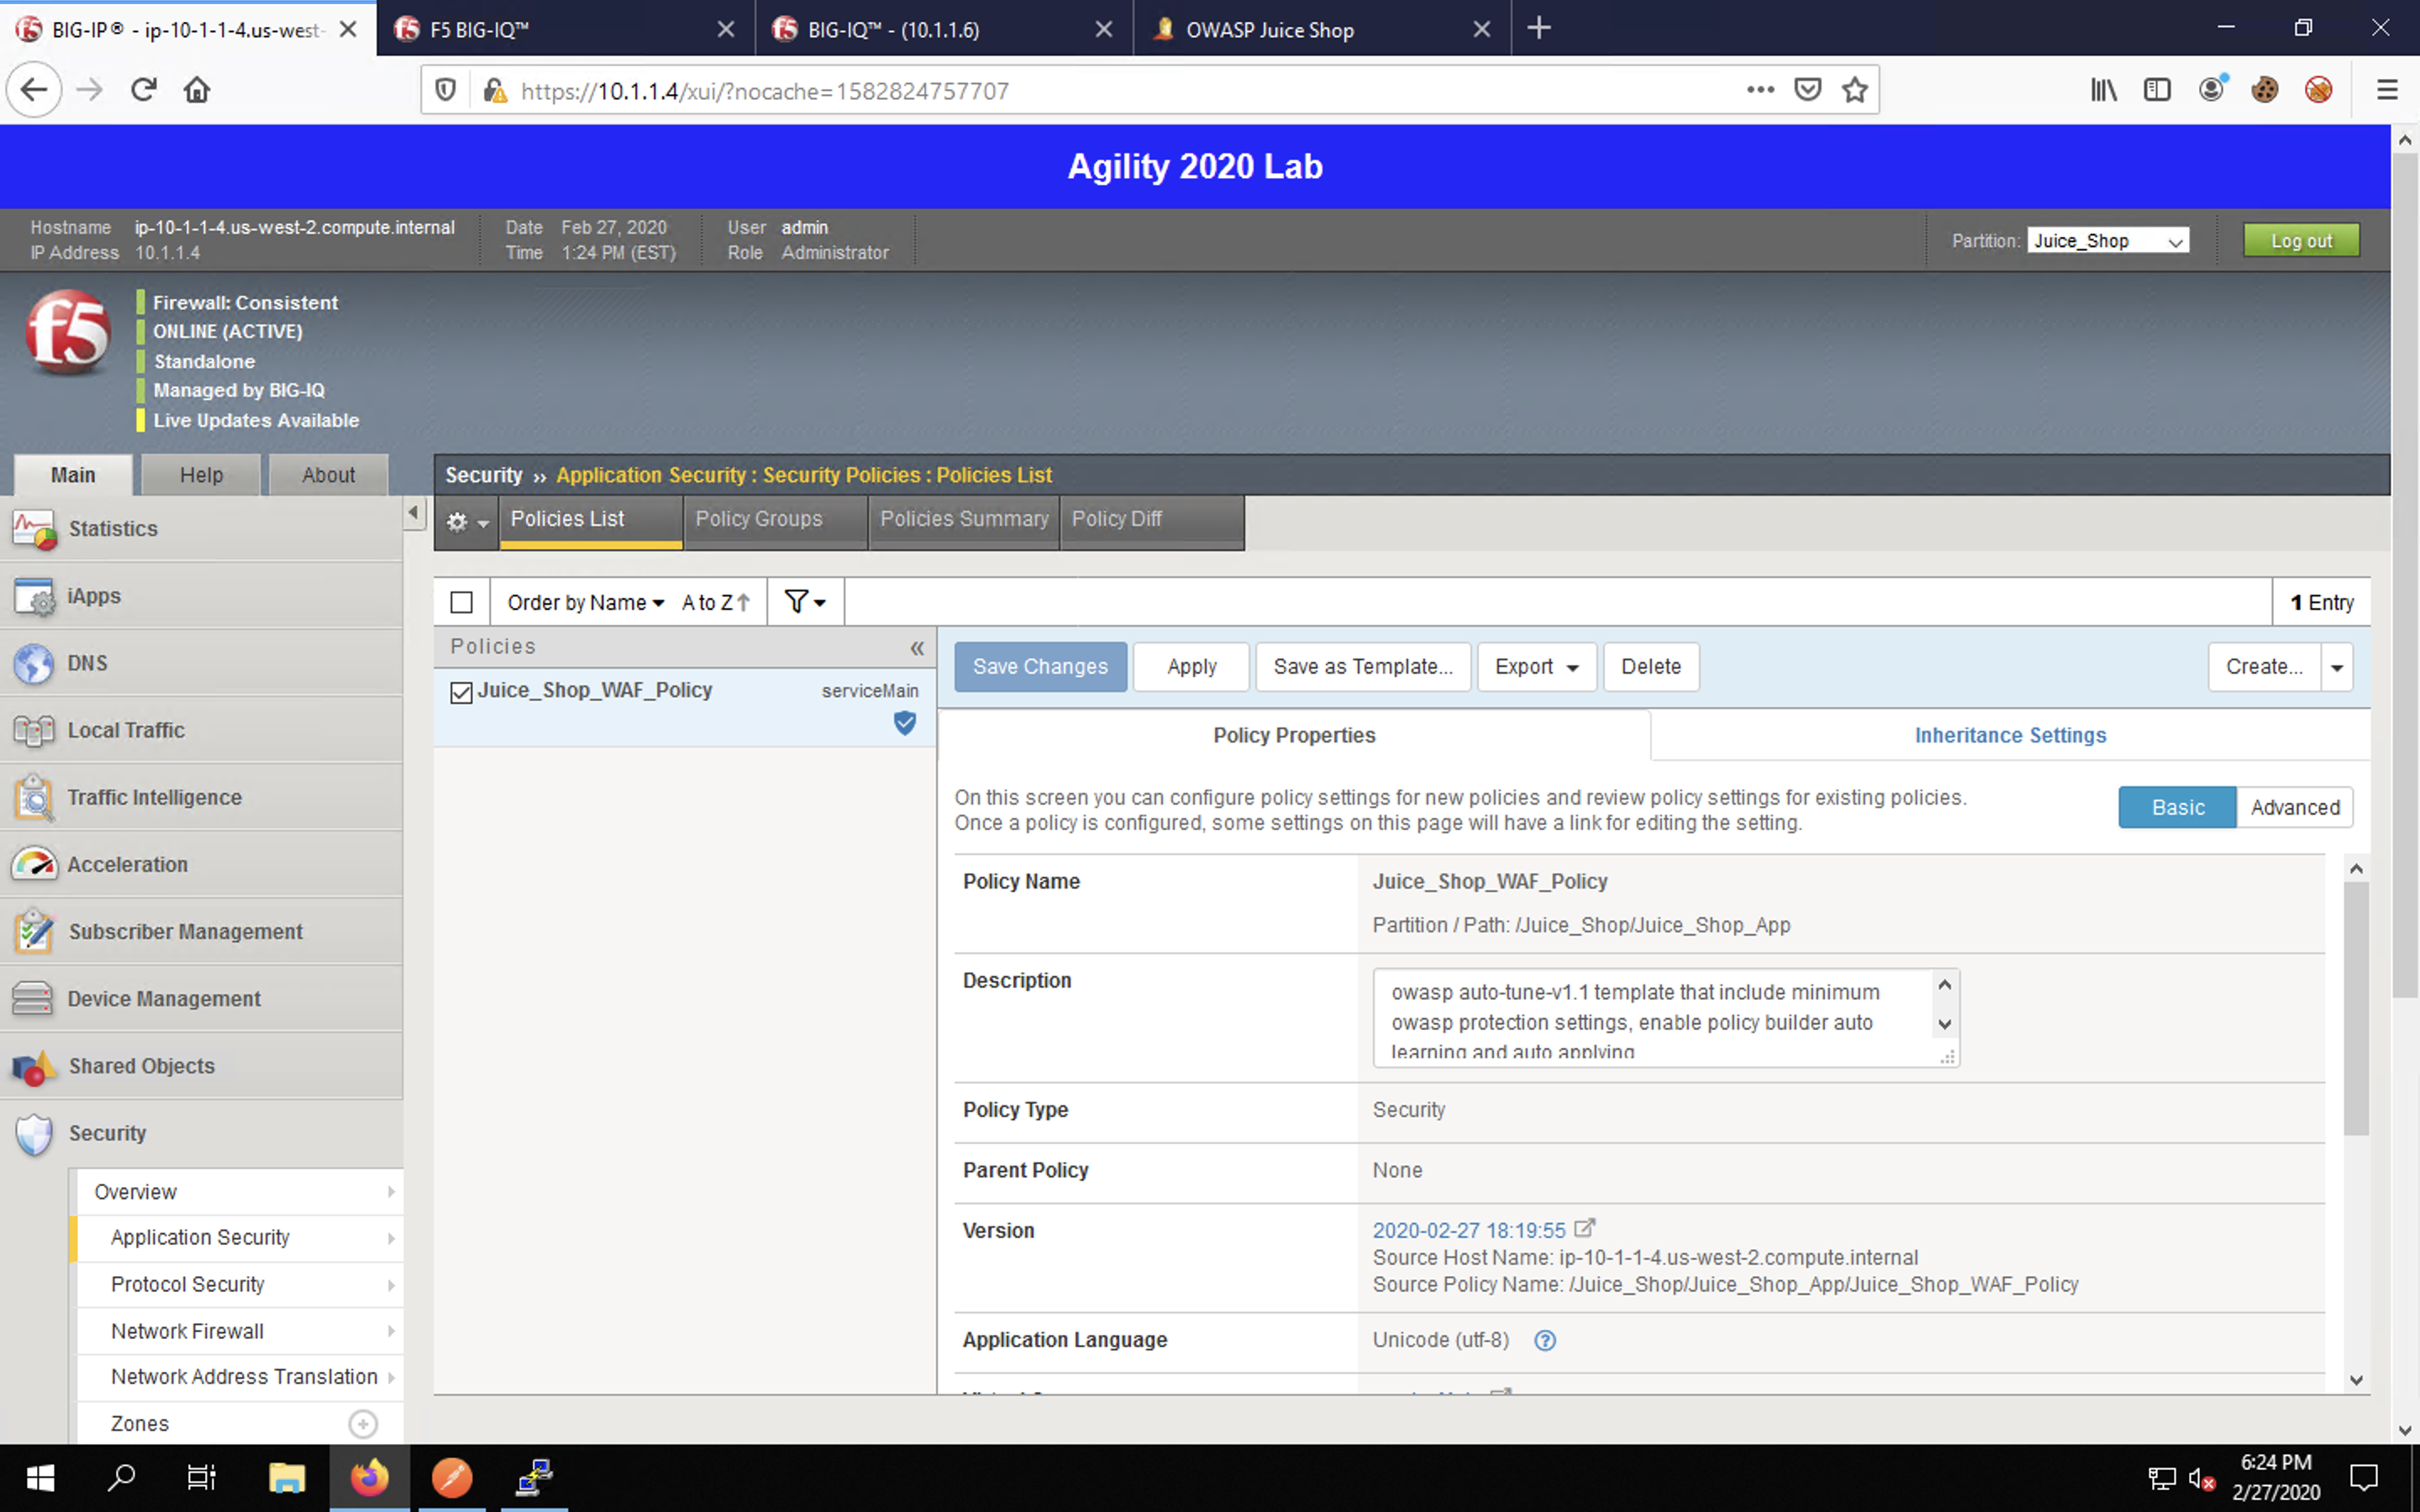 BIG-IP® - ip-10-1-1-4.us-west-
F5 BIG-IQ™
BIG-IQ™ - (10.1.1.6)
OWASP Juice Shop
https://10.1.1.4/xui/?nocache=1582824757707
Agility 2020 Lab
Hostname ip-10-1-1-4.us-west-2.compute.internal
IP Address 10.1.1.4
Date Feb 27, 2020
Time 1:24 PM (EST)
User admin
Role Administrator
Partition: Juice_Shop
Log out
f5
Firewall: Consistent
ONLINE (ACTIVE)
Standalone
Managed by BIG-IQ
Live Updates Available
Main Help About
Security ›› Application Security : Security Policies : Policies List
Policies List Policy Groups Policies Summary Policy Diff
Statistics
iApps
DNS
Local Traffic
Traffic Intelligence
Acceleration
Subscriber Management
Device Management
Shared Objects
Security
Overview
Application Security
Protocol Security
Network Firewall
Network Address Translation
Zones
Order by Name A to Z
1 Entry
Policies «
Juice_Shop_WAF_Policy serviceMain
Save Changes Apply Save as Template... Export Delete Create...
Policy Properties Inheritance Settings
On this screen you can configure policy settings for new policies and review policy settings for existing policies.
Once a policy is configured, some settings on this page will have a link for editing the setting.
Basic Advanced
Policy Name Juice_Shop_WAF_Policy
Partition / Path: /Juice_Shop/Juice_Shop_App
Description owasp auto-tune-v1.1 template that include minimum
owasp protection settings, enable policy builder auto
learning and auto applying
Policy Type Security
Parent Policy None
Version 2020-02-27 18:19:55
Source Host Name: ip-10-1-1-4.us-west-2.compute.internal
Source Policy Name: /Juice_Shop/Juice_Shop_App/Juice_Shop_WAF_Policy
Application Language Unicode (utf-8)
6:24 PM
2/27/2020